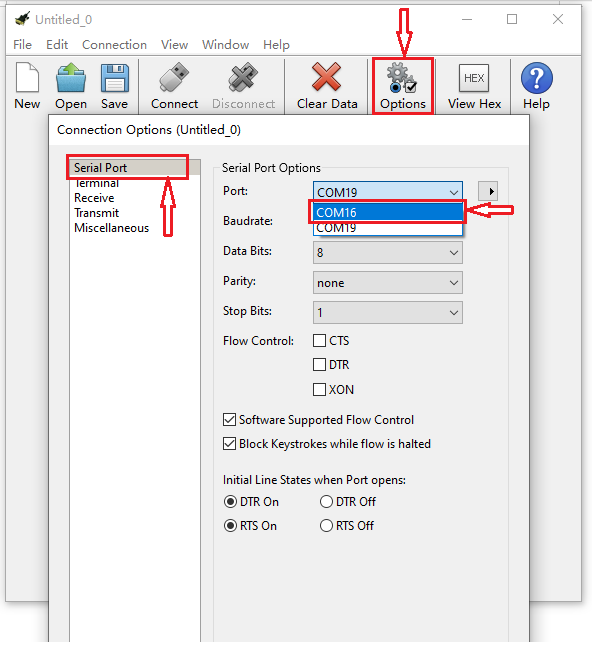 Untitled_0
File Edit Connection View Window Help
New Open Save Connect Disconnect Clear Data Options HEX View Hex ? Help
Connection Options (Untitled_0)
Serial Port
Terminal
Receive
Transmit
Miscellaneous
Serial Port Options
Port: COM19
COM16
Baudrate: COM19
Data Bits: 8
Parity: none
Stop Bits: 1
Flow Control: CTS
DTR
XON
Software Supported Flow Control
Block Keystrokes while flow is halted
Initial Line States when Port opens:
DTR On DTR Off
RTS On RTS Off